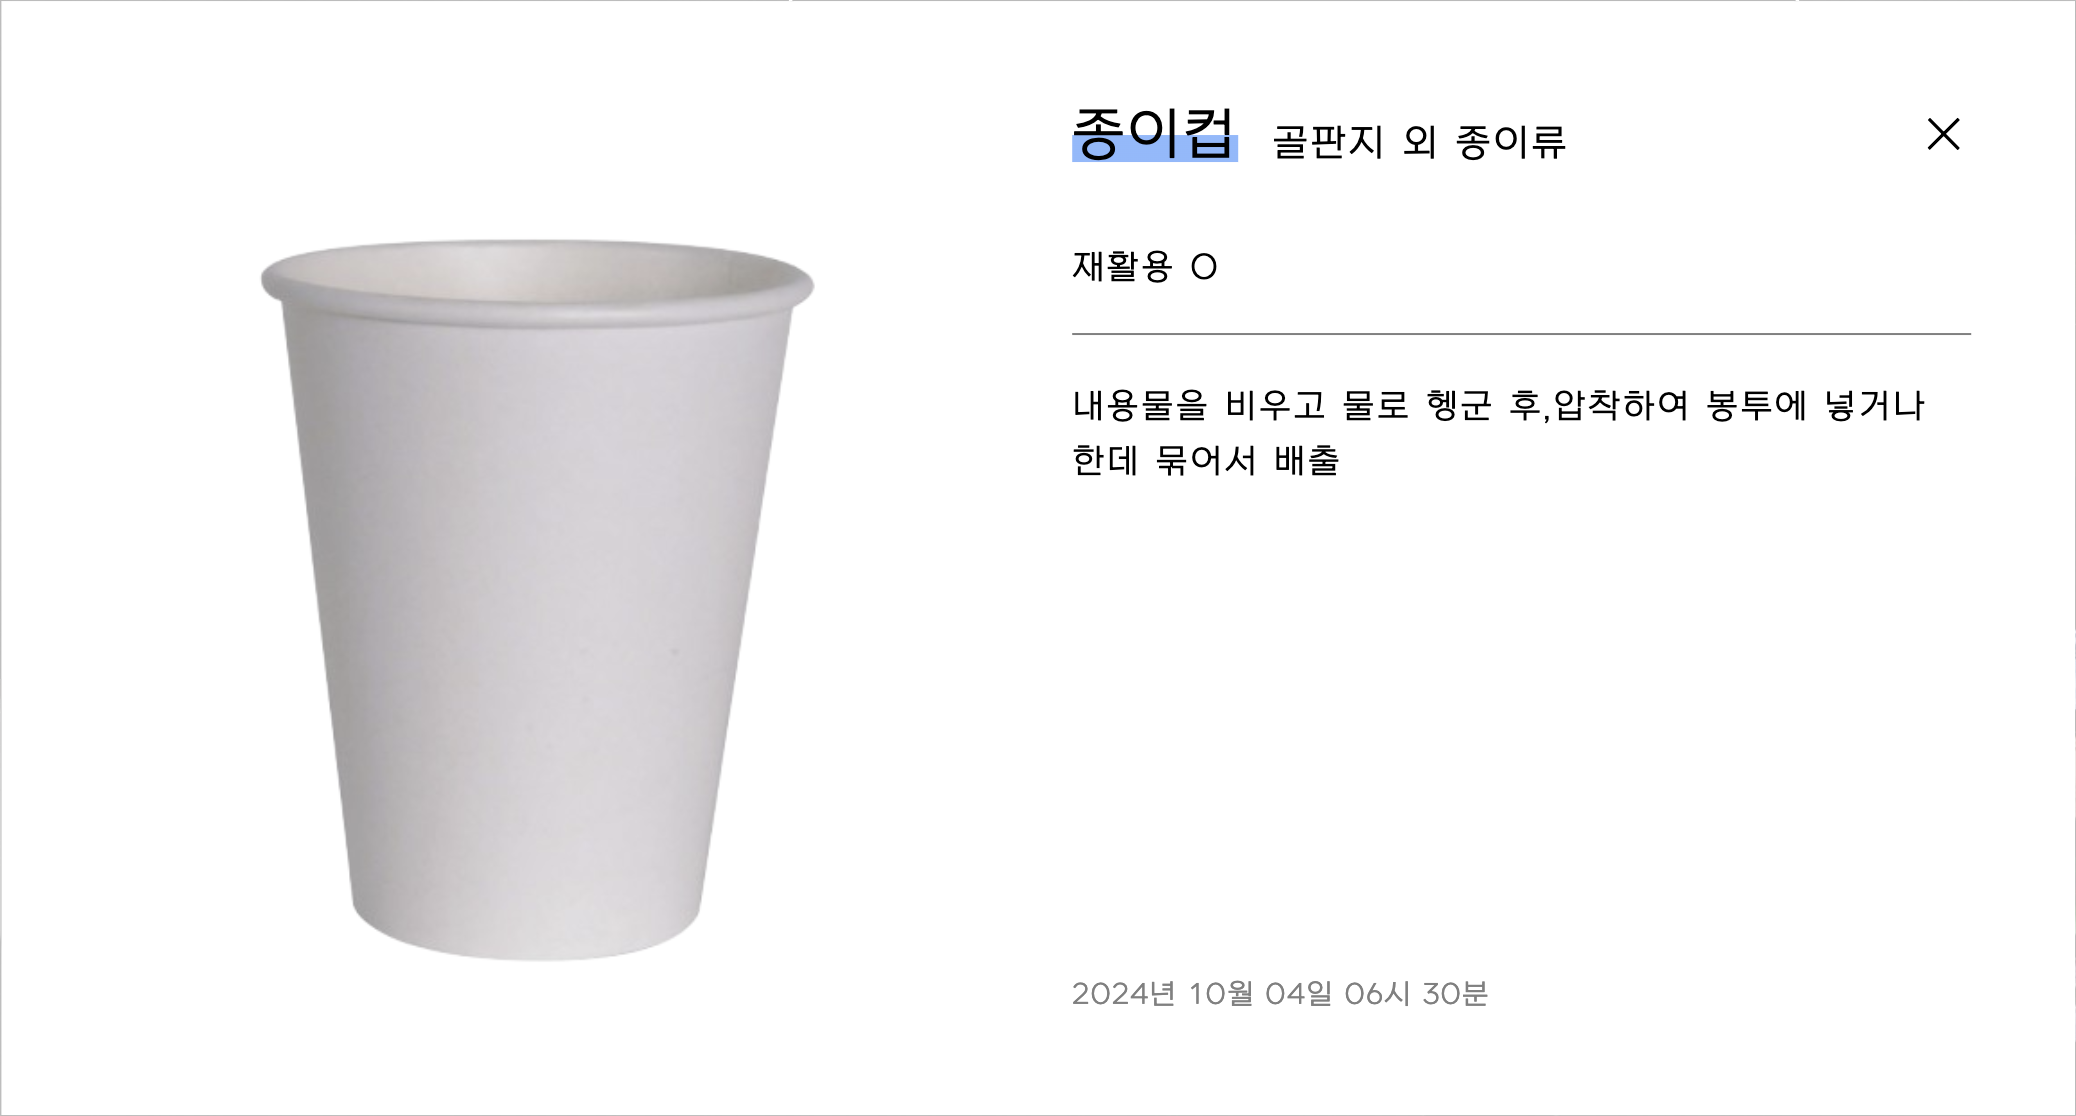 종이컵 골판지 외 종이류
재활용 O
내용물을 비우고 물로 헹군 후,압착하여 봉투에 넣거나
한데 묶어서 배출
2024년 10월 04일 06시 30분